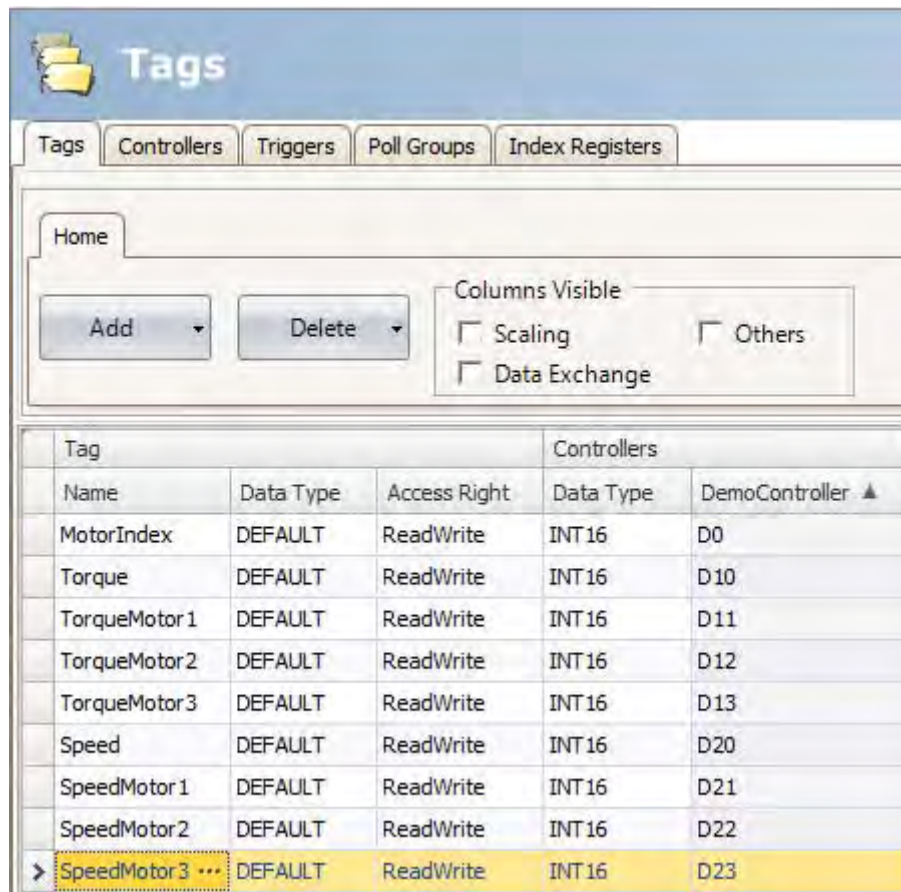 Tags
Tags Controllers Triggers Poll Groups Index Registers
Home
Add Delete Columns Visible
Scaling Others
Data Exchange
Tag Controllers
Name Data Type Access Right Data Type DemoController
MotorIndex DEFAULT ReadWrite INT16 D0
Torque DEFAULT ReadWrite INT16 D10
TorqueMotor1 DEFAULT ReadWrite INT16 D11
TorqueMotor2 DEFAULT ReadWrite INT16 D12
TorqueMotor3 DEFAULT ReadWrite INT16 D13
Speed DEFAULT ReadWrite INT16 D20
SpeedMotor1 DEFAULT ReadWrite INT16 D21
SpeedMotor2 DEFAULT ReadWrite INT16 D22
SpeedMotor3 ... DEFAULT ReadWrite INT16 D23